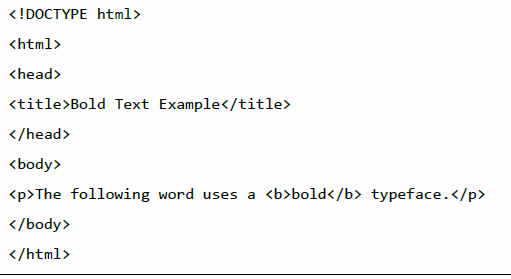 <!DOCTYPE html>
<html>
<head>
<title>Bold Text Example</title>
</head>
<body>
<p>The following word uses a <b>bold</b> typeface.</p>
</body>
</html>